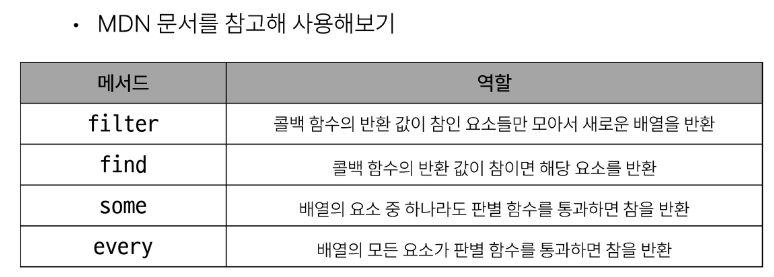 • MDN 문서를 참고해 사용해보기
메서드 역할
filter 콜백 함수의 반환 값이 참인 요소들만 모아서 새로운 배열을 반환
find 콜백 함수의 반환 값이 참이면 해당 요소를 반환
some 배열의 요소 중 하나라도 판별 함수를 통과하면 참을 반환
every 배열의 모든 요소가 판별 함수를 통과하면 참을 반환